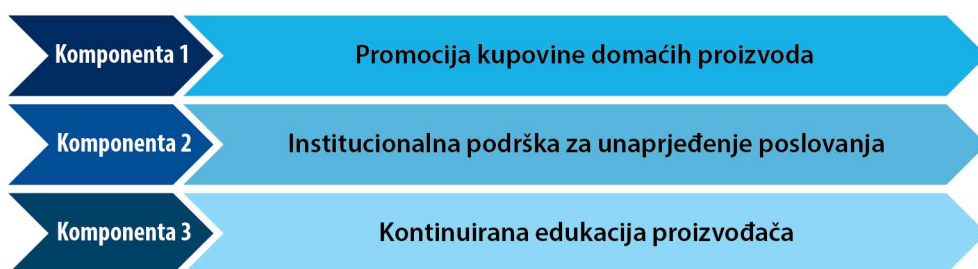 Komponenta 1
Promocija kupovine domaćih proizvoda
Komponenta 2
Institucionalna podrška za unaprjeđenje poslovanja
Komponenta 3
Kontinuirana edukacija proizvođača